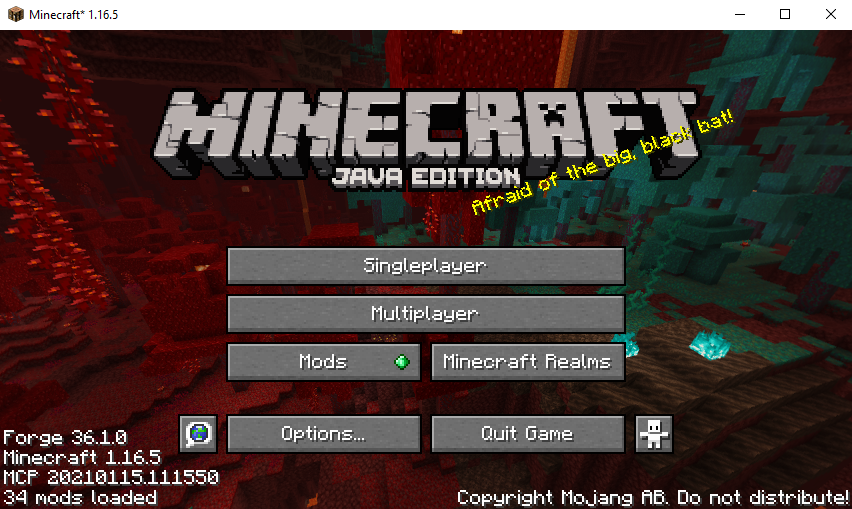 Minecraft* 1.16.5
MINECRAFT
JAVA EDITION
Afraid of the big, black bat!
Singleplayer
Multiplayer
Mods
Minecraft Realms
Options...
Quit Game
Forge 36.1.0
Minecraft 1.16.5
MCP 20210115.111550
34 mods loaded
Copyright Mojang AB. Do not distribute!